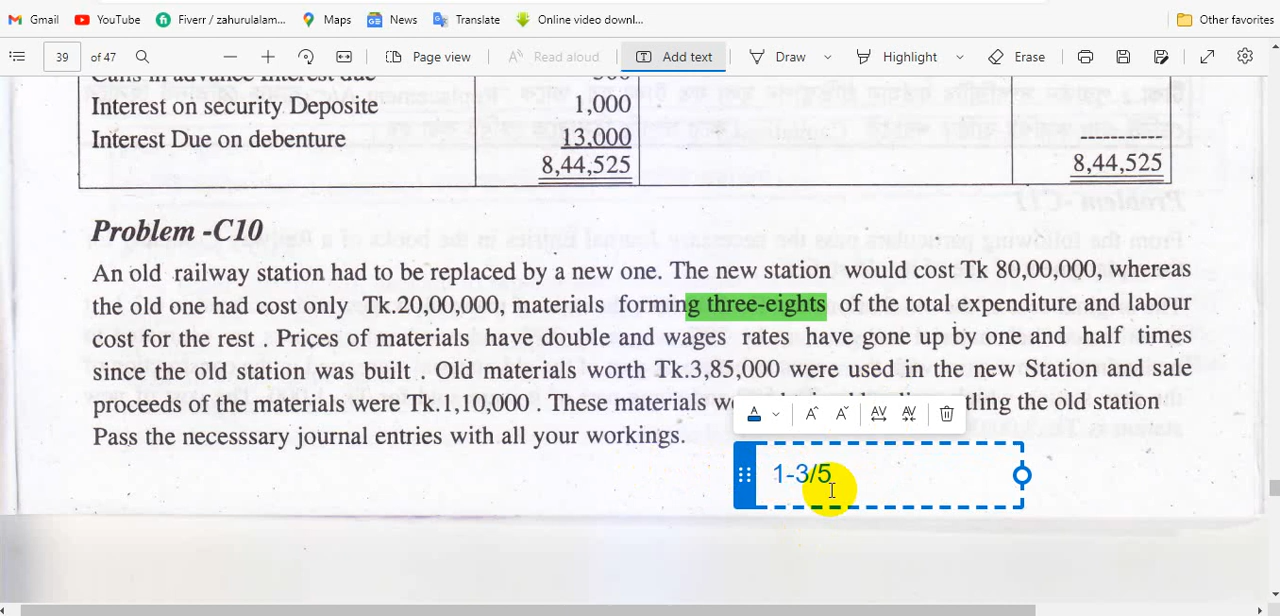 Gmail YouTube Fiverr / zahurulalam... Maps News Translate Online video downl... Other favorites
39 of 47 Page view Read aloud Add text Draw Highlight Erase
Interest on security Deposite 1,000
Interest Due on debenture 13,000 ----------
8,44,525 8,44,525
Problem -C10
An old railway station had to be replaced by a new one. The new station would cost Tk 80,00,000, whereas
the old one had cost only Tk.20,00,000, materials forming three-eights of the total expenditure and labour
cost for the rest . Prices of materials have double and wages rates have gone up by one and half times
since the old station was built . Old materials worth Tk.3,85,000 were used in the new Station and sale
proceeds of the materials were Tk.1,10,000 . These materials the old station
Pass the necesssary journal entries with all your workings.
1-3/5